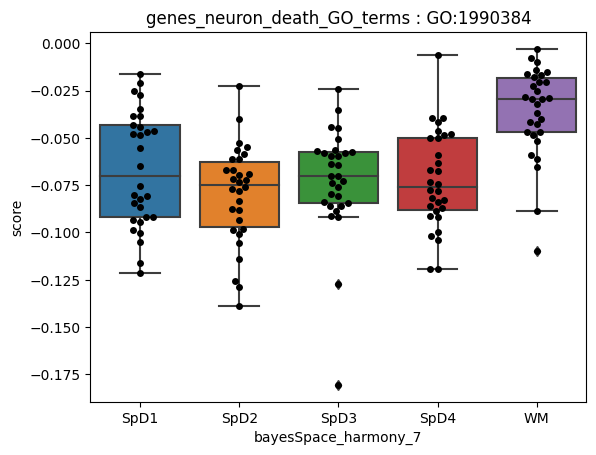 genes_neuron_death_GO_terms : GO:1990384
0.000
−0.025
−0.050
−0.075
−0.100
−0.125
−0.150
−0.175
score
SpD1 SpD2 SpD3 SpD4 WM
bayesSpace_harmony_7